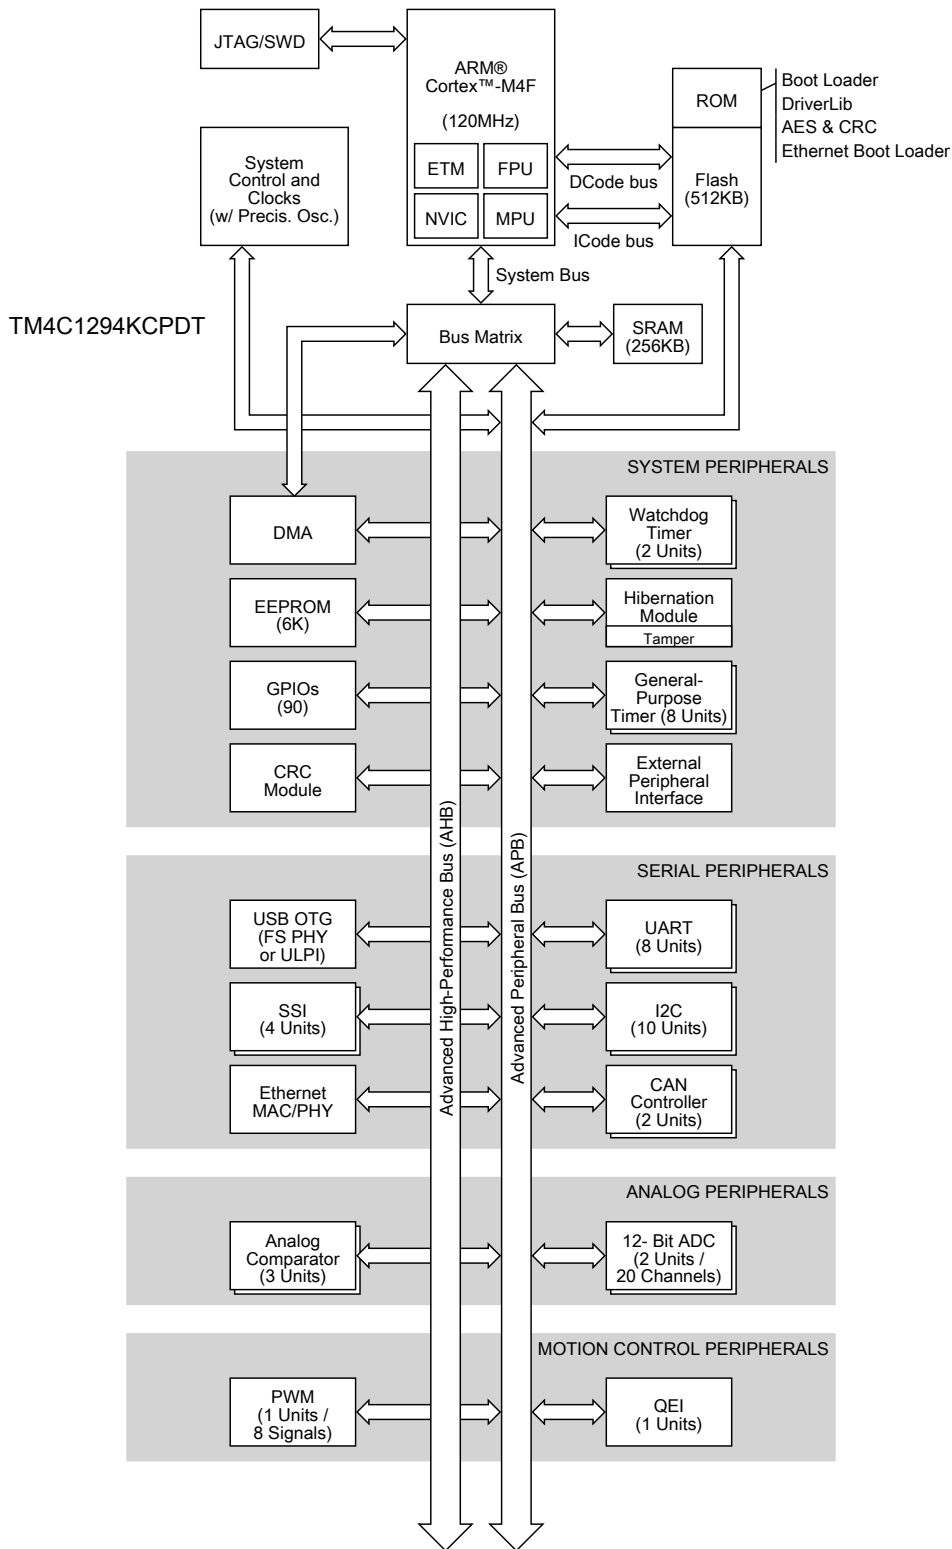 JTAG/SWD
ARM®
Cortex™-M4F
(120MHz)
ETM
FPU
NVIC
MPU
System
Control and
Clocks
(w/ Precis. Osc.)
ROM
Flash
(512KB)
Boot Loader
DriverLib
AES & CRC
Ethernet Boot Loader
DCode bus
ICode bus
System Bus
TM4C1294KCPDT
Bus Matrix
SRAM
(256KB)
SYSTEM PERIPHERALS
DMA
Watchdog
Timer
(2 Units)
EEPROM
(6K)
Hibernation
Module
Tamper
GPIOs
(90)
General-
Purpose
Timer (8 Units)
CRC
Module
External
Peripheral
Interface
Advanced High-Performance Bus (AHB)
Advanced Peripheral Bus (APB)
SERIAL PERIPHERALS
USB OTG
(FS PHY
or ULPI)
UART
(8 Units)
SSI
(4 Units)
I2C
(10 Units)
Ethernet
MAC/PHY
CAN
Controller
(2 Units)
ANALOG PERIPHERALS
Analog
Comparator
(3 Units)
12- Bit ADC
(2 Units /
20 Channels)
MOTION CONTROL PERIPHERALS
PWM
(1 Units /
8 Signals)
QEI
(1 Units)